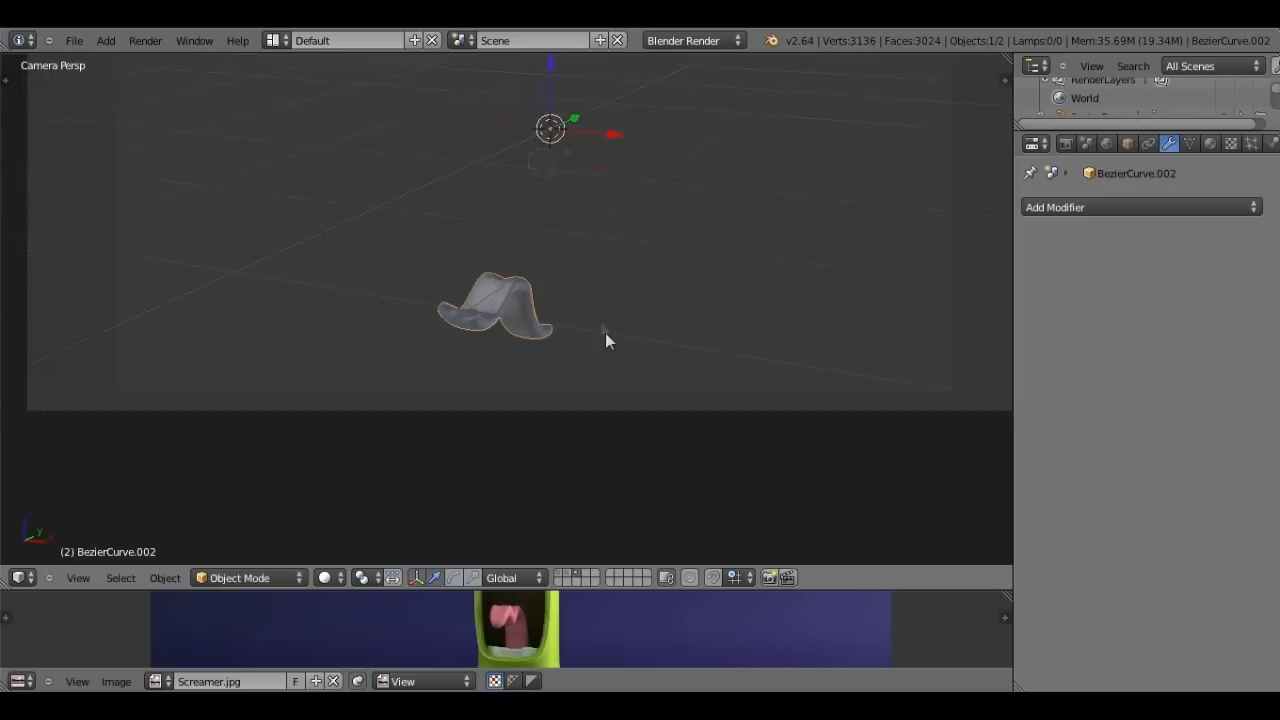 File Add Render Window Help Default Scene Blender Render v2.64 | Verts:3136 | Faces:3024 | Objects:1/2 | Lamps:0/0 | Mem:35.69M (19.34M) | BezierCurve.002
Camera Persp
View Search All Scenes
RenderLayers
World
BezierCurve.002
Add Modifier
y
(2) BezierCurve.002
View Select Object Object Mode Global
View Image Screamer.jpg F View